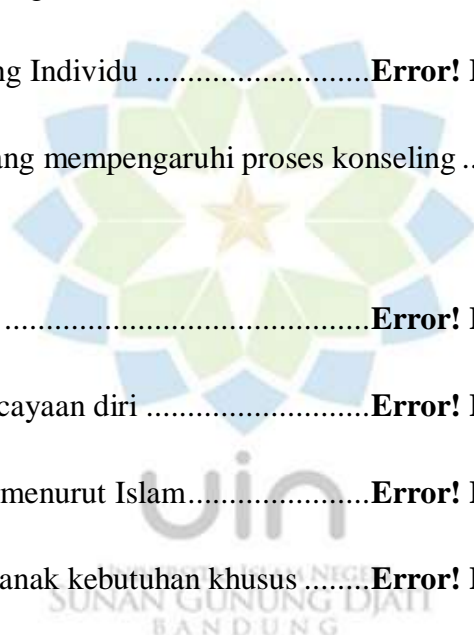 ng Individu ............................Error!
ang mempengaruhi proses konseling ..
.............................................Error!
cayaan diri ............................Error!
menurut Islam.......................Error!
anak kebutuhan khusus ........Error!
uin
UNIVERSITAS ISLAM NEGERI
SUNAN GUNUNG DJATI
BANDUNG